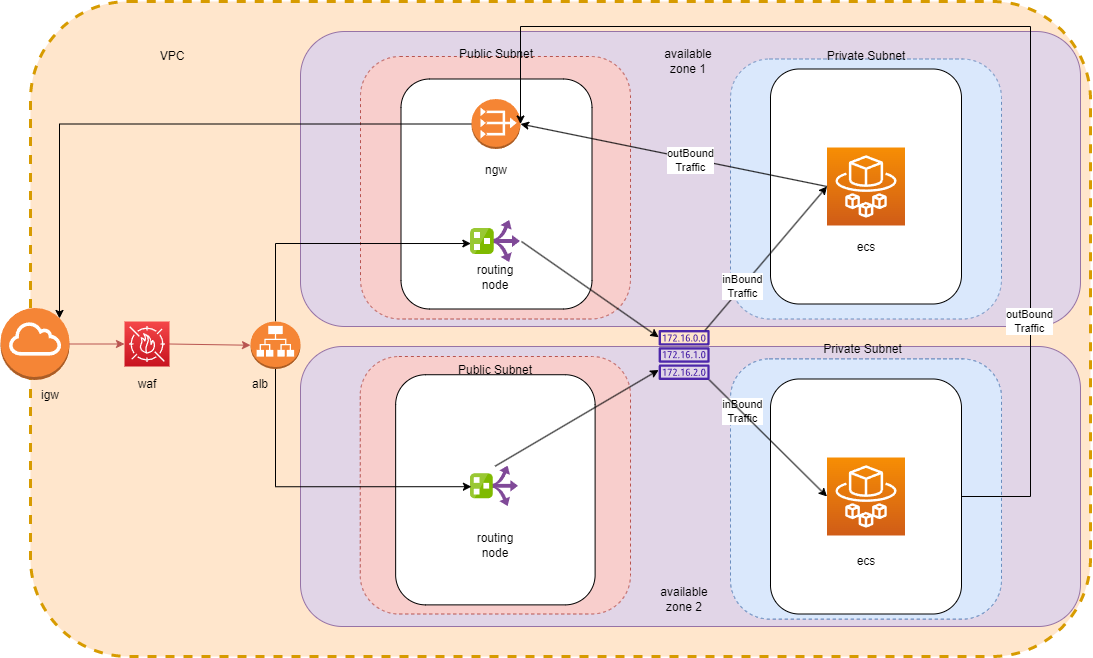 VPC
Public Subnet
available
zone 1
Private Subnet
ngw
outBound
Traffic
ecs
routing
node
inBound
Traffic
outBound
Traffic
172.16.0.0
172.16.1.0
172.16.2.0
igw
waf
alb
Public Subnet
Private Subnet
inBound
Traffic
routing
node
ecs
available
zone 2